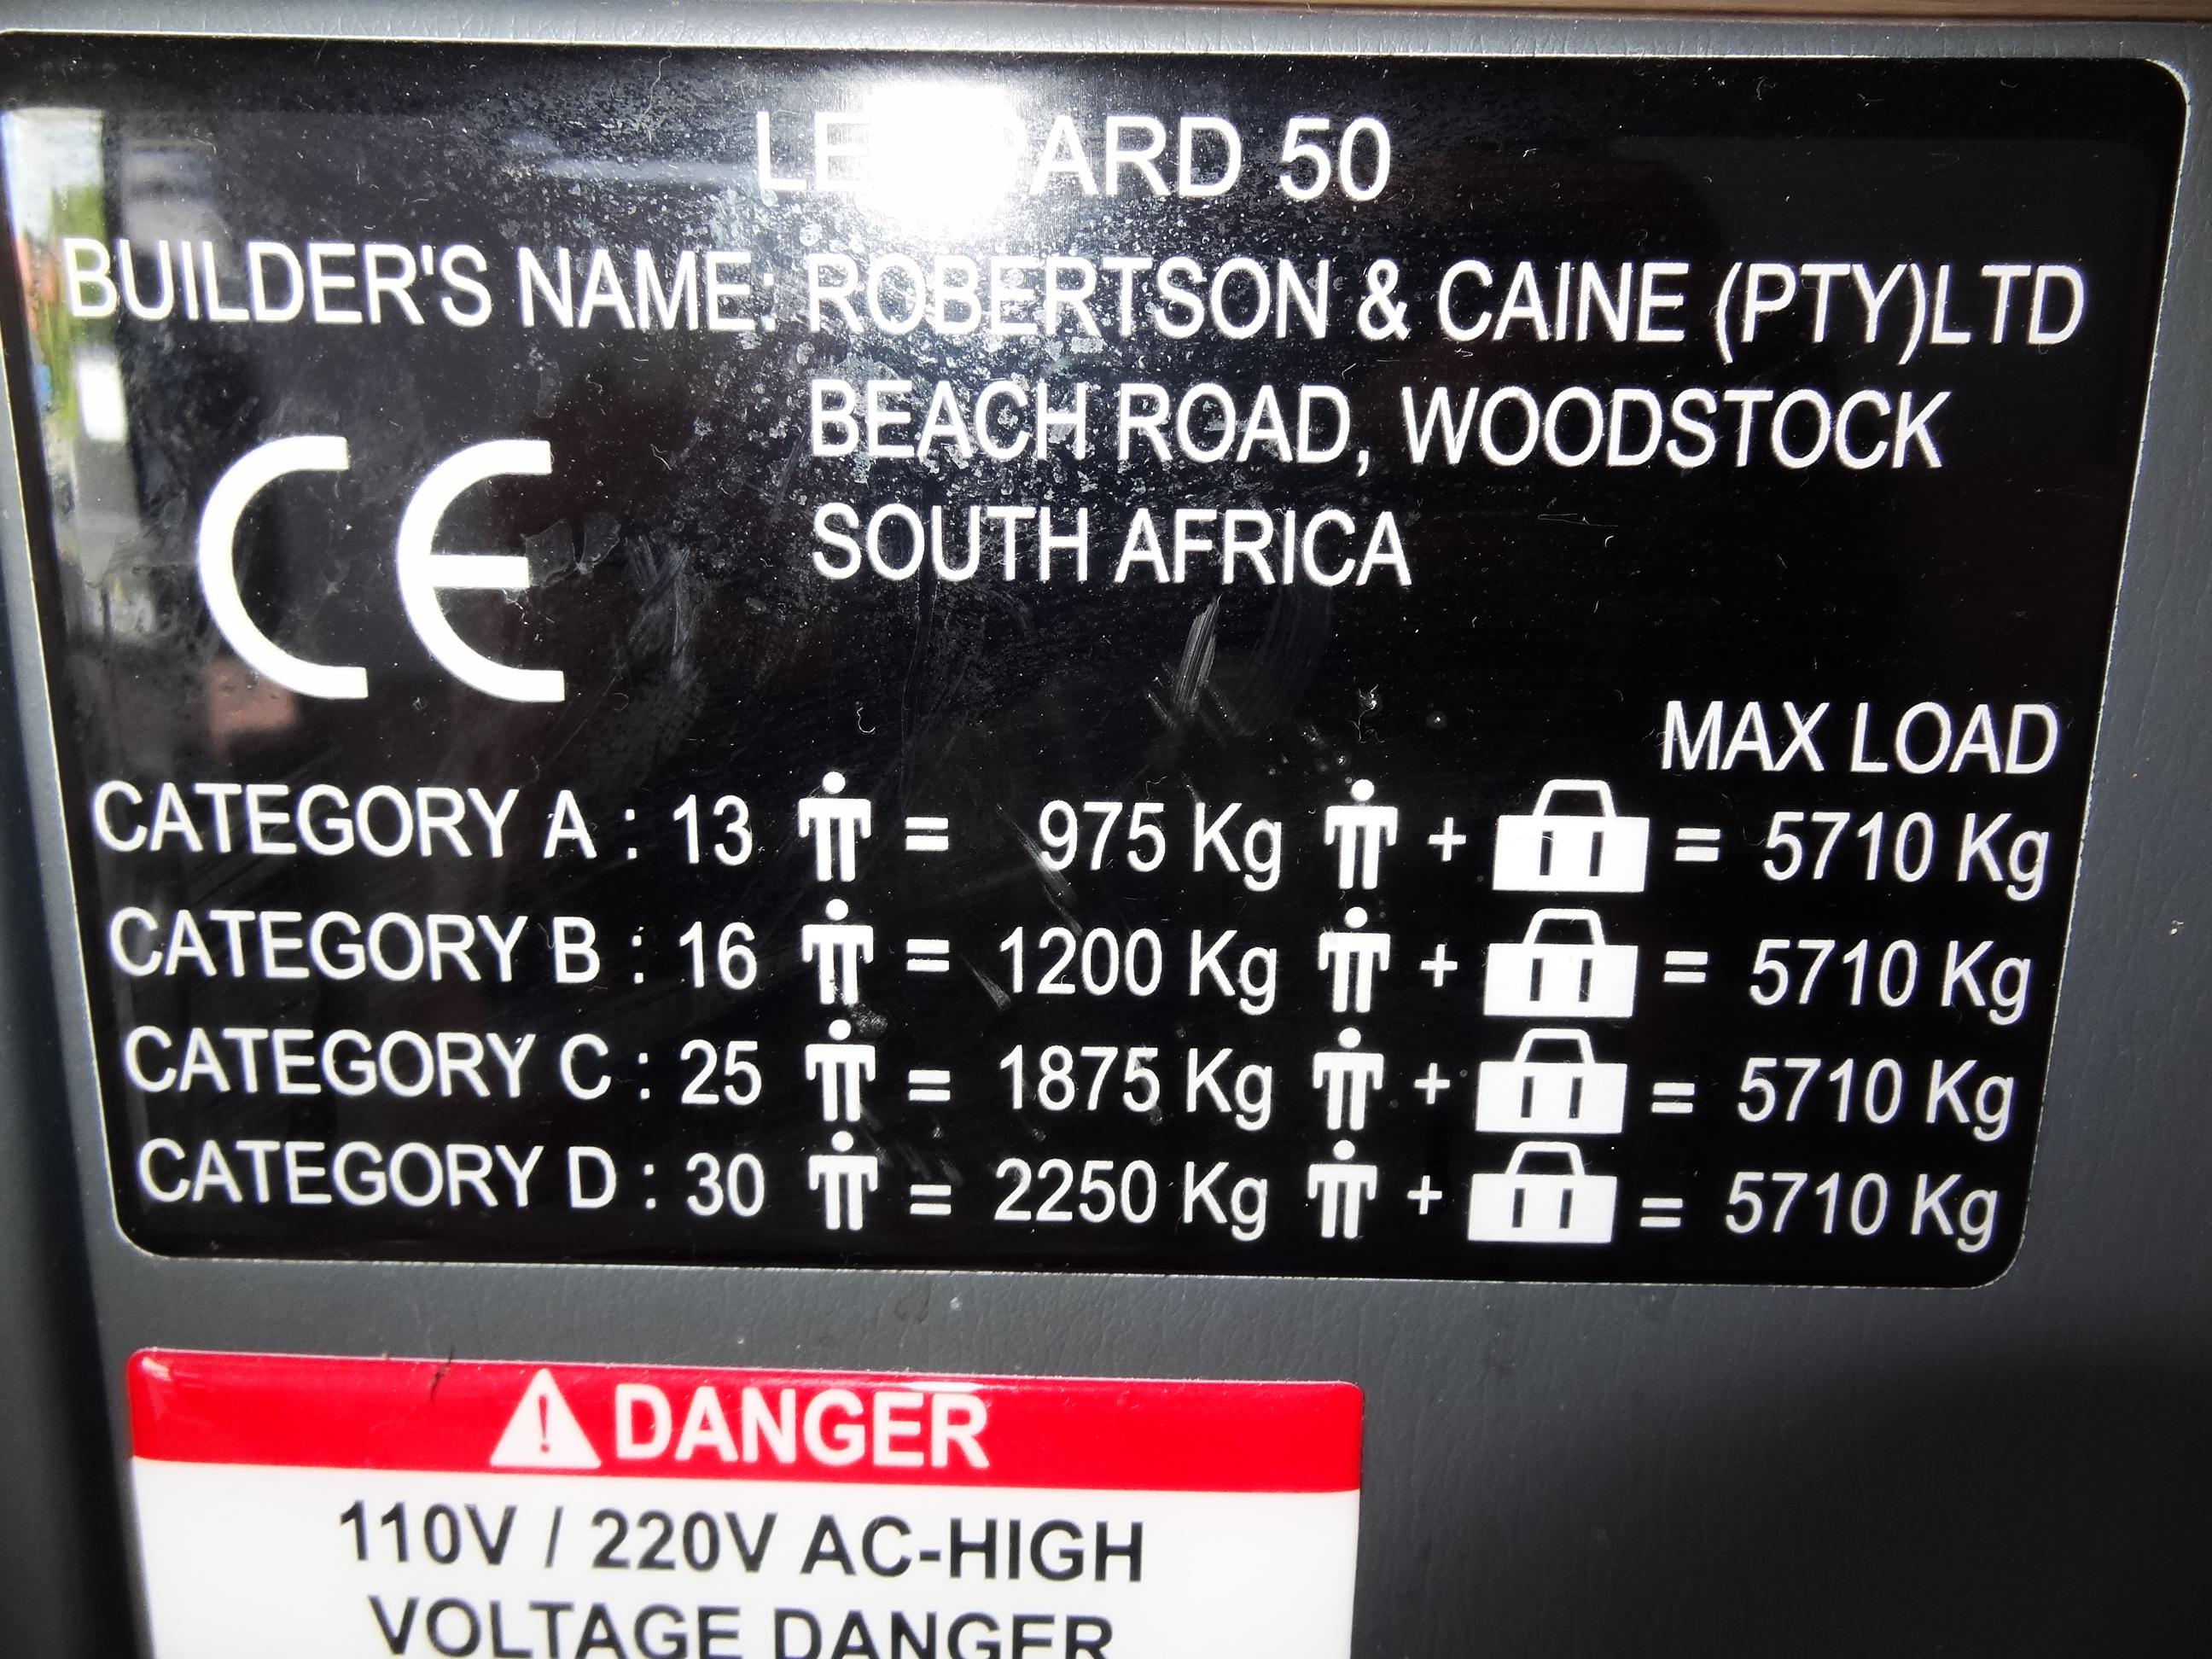 LEOPARD 50
BUILDER'S NAME: ROBERTSON & CAINE (PTY)LTD
BEACH ROAD, WOODSTOCK
SOUTH AFRICA
CE
MAX LOAD
CATEGORY A : 13 = 975 Kg + = 5710 Kg
CATEGORY B : 16 = 1200 Kg + = 5710 Kg
CATEGORY C : 25 = 1875 Kg + = 5710 Kg
CATEGORY D : 30 = 2250 Kg + = 5710 Kg
DANGER
110V / 220V AC-HIGH
VOLTAGE DANGER